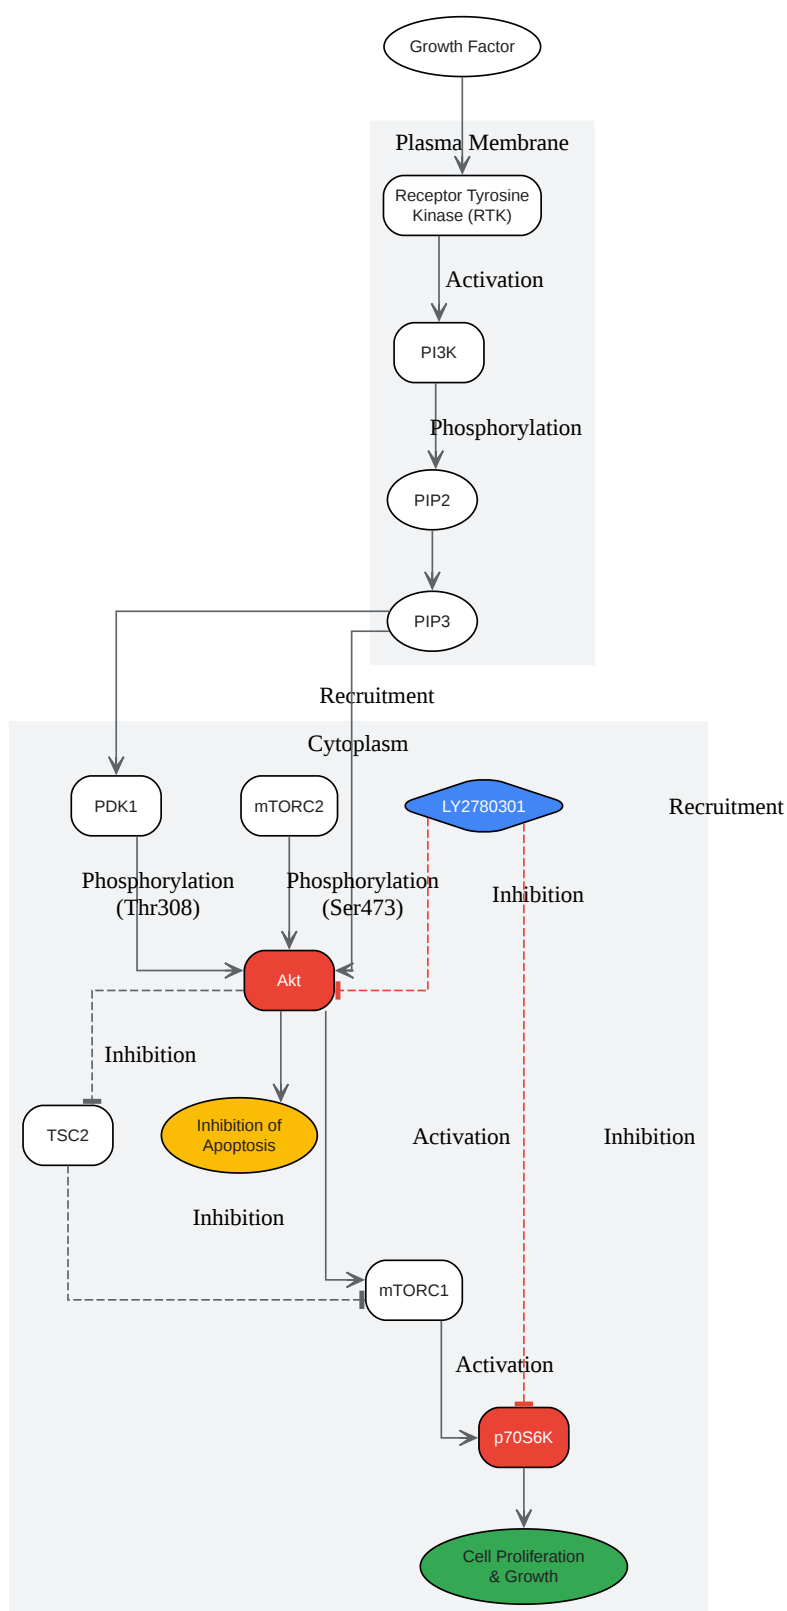 Growth Factor
Plasma Membrane
Receptor Tyrosine
Kinase (RTK)
Activation
PI3K
Phosphorylation
PIP2
PIP3
Recruitment
Cytoplasm
PDK1
mTORC2
LY2780301
Recruitment
Phosphorylation
(Thr308)
Phosphorylation
(Ser473)
Inhibition
Akt
Inhibition
TSC2
Inhibition of
Apoptosis
Activation
Inhibition
Inhibition
mTORC1
Activation
p70S6K
Cell Proliferation
& Growth